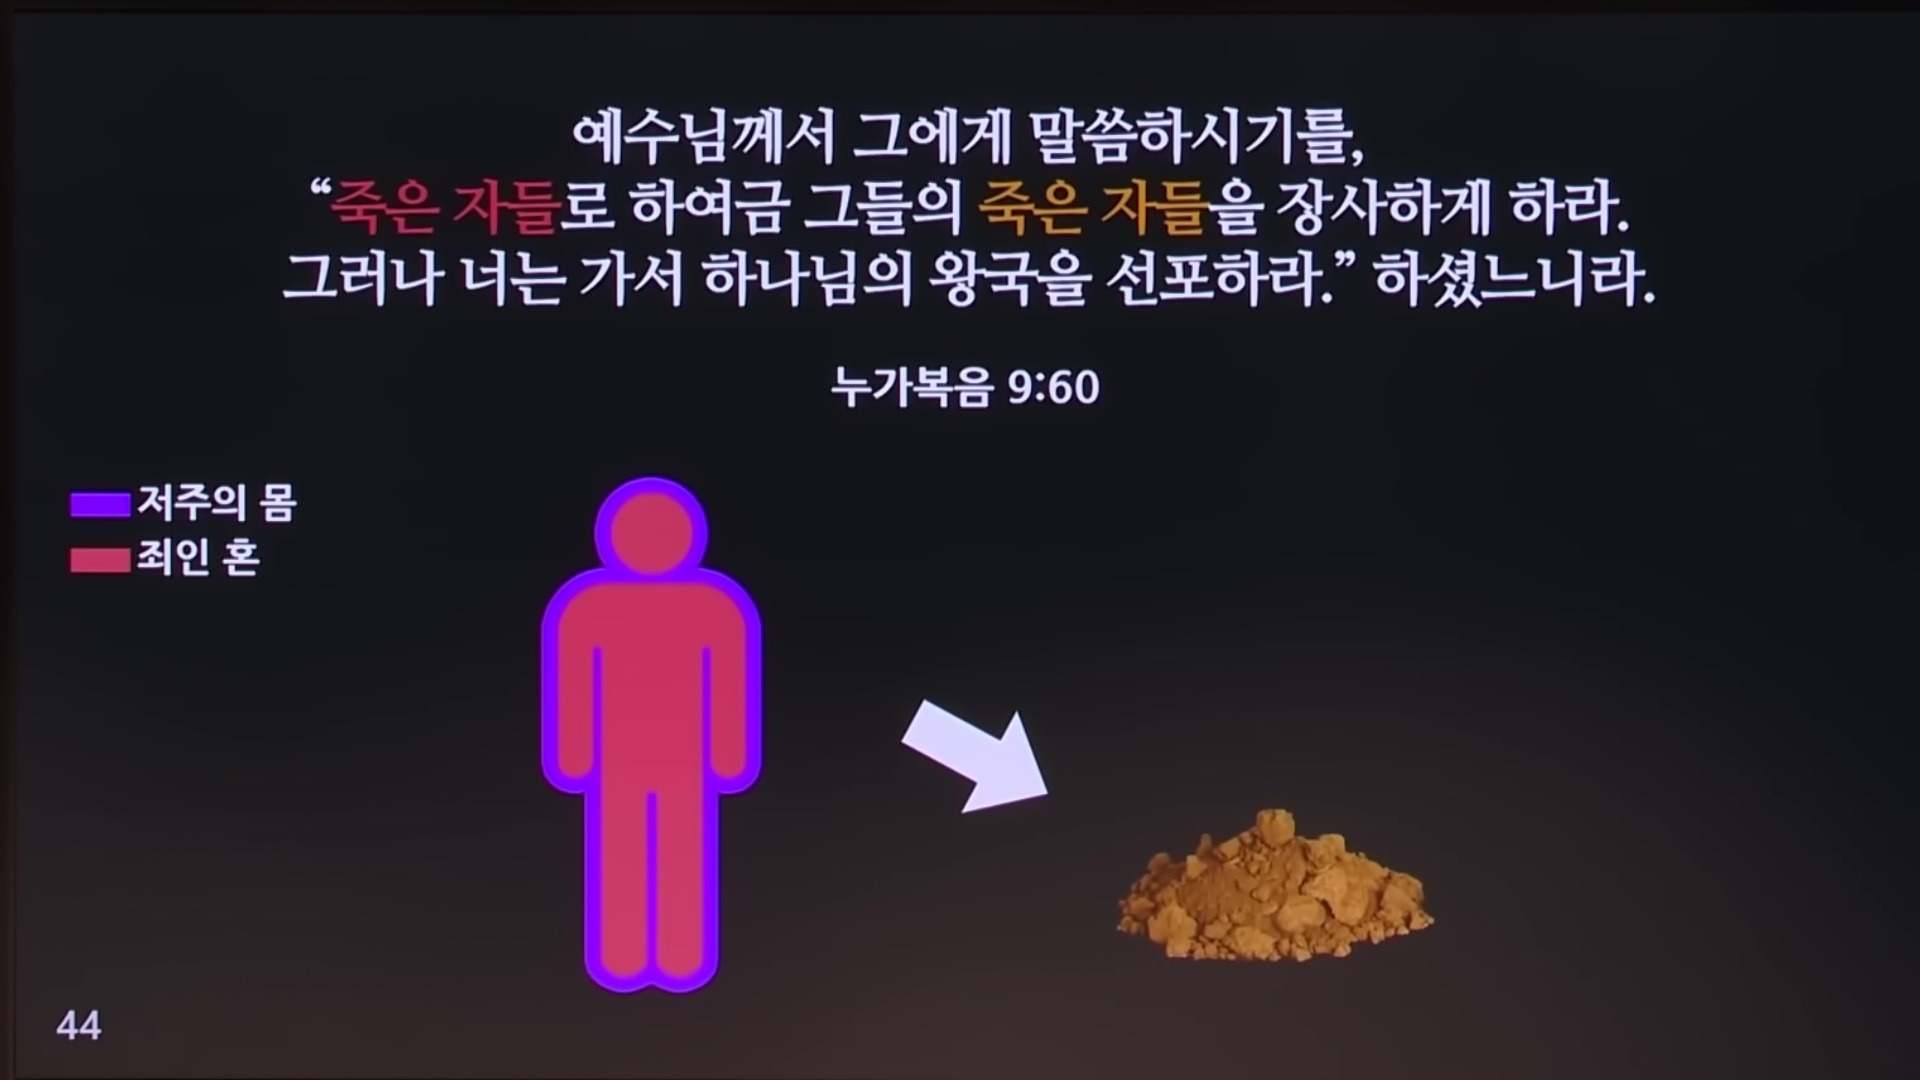 예수님께서 그에게 말씀하시기를,
“죽은 자들로 하여금 그들의 죽은 자들을 장사하게 하라.
그러나 너는 가서 하나님의 왕국을 선포하라.” 하셨느니라.
누가복음 9:60
저주의 몸
죄인 혼
44